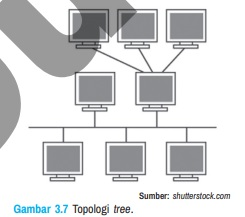 Sumber: shutterstock.com
Gambar 3.7 Topologi tree.